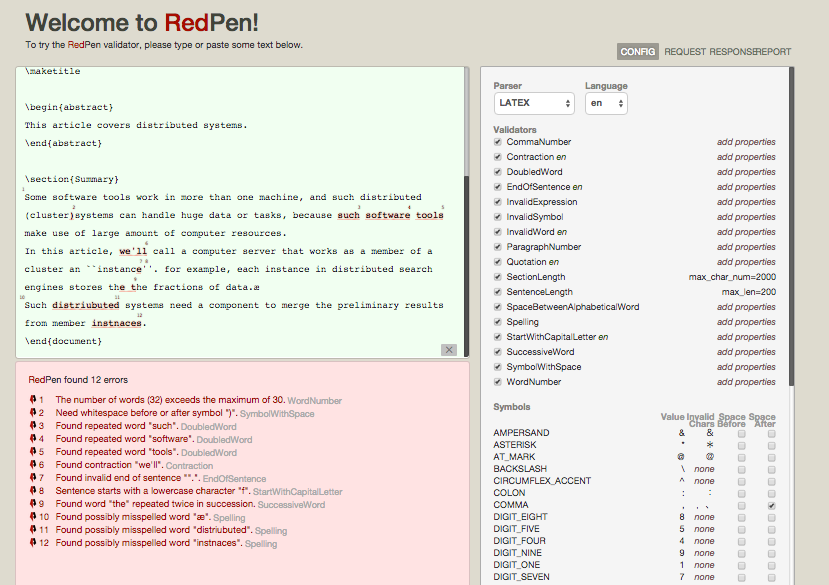 Welcome to RedPen!
To try the RedPen validator, please type or paste some text below.
CONFIG REQUEST RESPONSE REPORT
\maketitle
\begin{abstract}
This article covers distributed systems.
\end{abstract}
\section{Summary}
1
Some software tools work in more than one machine, and such distributed
2 3 4 5
(cluster)systems can handle huge data or tasks, because such software tools
make use of large amount of computer resources.
6
In this article, we'll call a computer server that works as a member of a
7 8
cluster an ``instance''. for example, each instance in distributed search
9
engines stores the the fractions of data.æ
10 11
Such distriubuted systems need a component to merge the preliminary results
12
from member instnaces.
\end{document}
RedPen found 12 errors
1 The number of words (32) exceeds the maximum of 30. WordNumber
2 Need whitespace before or after symbol ")". SymbolWithSpace
3 Found repeated word "such". DoubledWord
4 Found repeated word "software". DoubledWord
5 Found repeated word "tools". DoubledWord
6 Found contraction "we'll". Contraction
7 Found invalid end of sentence "".". EndOfSentence
8 Sentence starts with a lowercase character "f". StartWithCapitalLetter
9 Found word "the" repeated twice in succession. SuccessiveWord
10 Found possibly misspelled word "æ". Spelling
11 Found possibly misspelled word "distriubuted". Spelling
12 Found possibly misspelled word "instnaces". Spelling
Parser Language
LATEX en
Validators
CommaNumber add properties
Contraction en add properties
DoubledWord add properties
EndOfSentence en add properties
InvalidExpression add properties
InvalidSymbol add properties
InvalidWord en add properties
ParagraphNumber add properties
Quotation en add properties
SectionLength max_char_num=2000
SentenceLength max_len=200
SpaceBetweenAlphabeticalWord add properties
Spelling add properties
StartWithCapitalLetter en add properties
SuccessiveWord add properties
SymbolWithSpace add properties
WordNumber add properties
Symbols
Value Invalid Chars Space Before Space After
AMPERSAND & ＆
ASTERISK * ＊
AT_MARK @ ＠
BACKSLASH \ none
CIRCUMFLEX_ACCENT ^ none
COLON : ：
COMMA , ，、
DIGIT_EIGHT 8 none
DIGIT_FIVE 5 none
DIGIT_FOUR 4 none
DIGIT_NINE 9 none
DIGIT_ONE 1 none
DIGIT_SEVEN 7 none